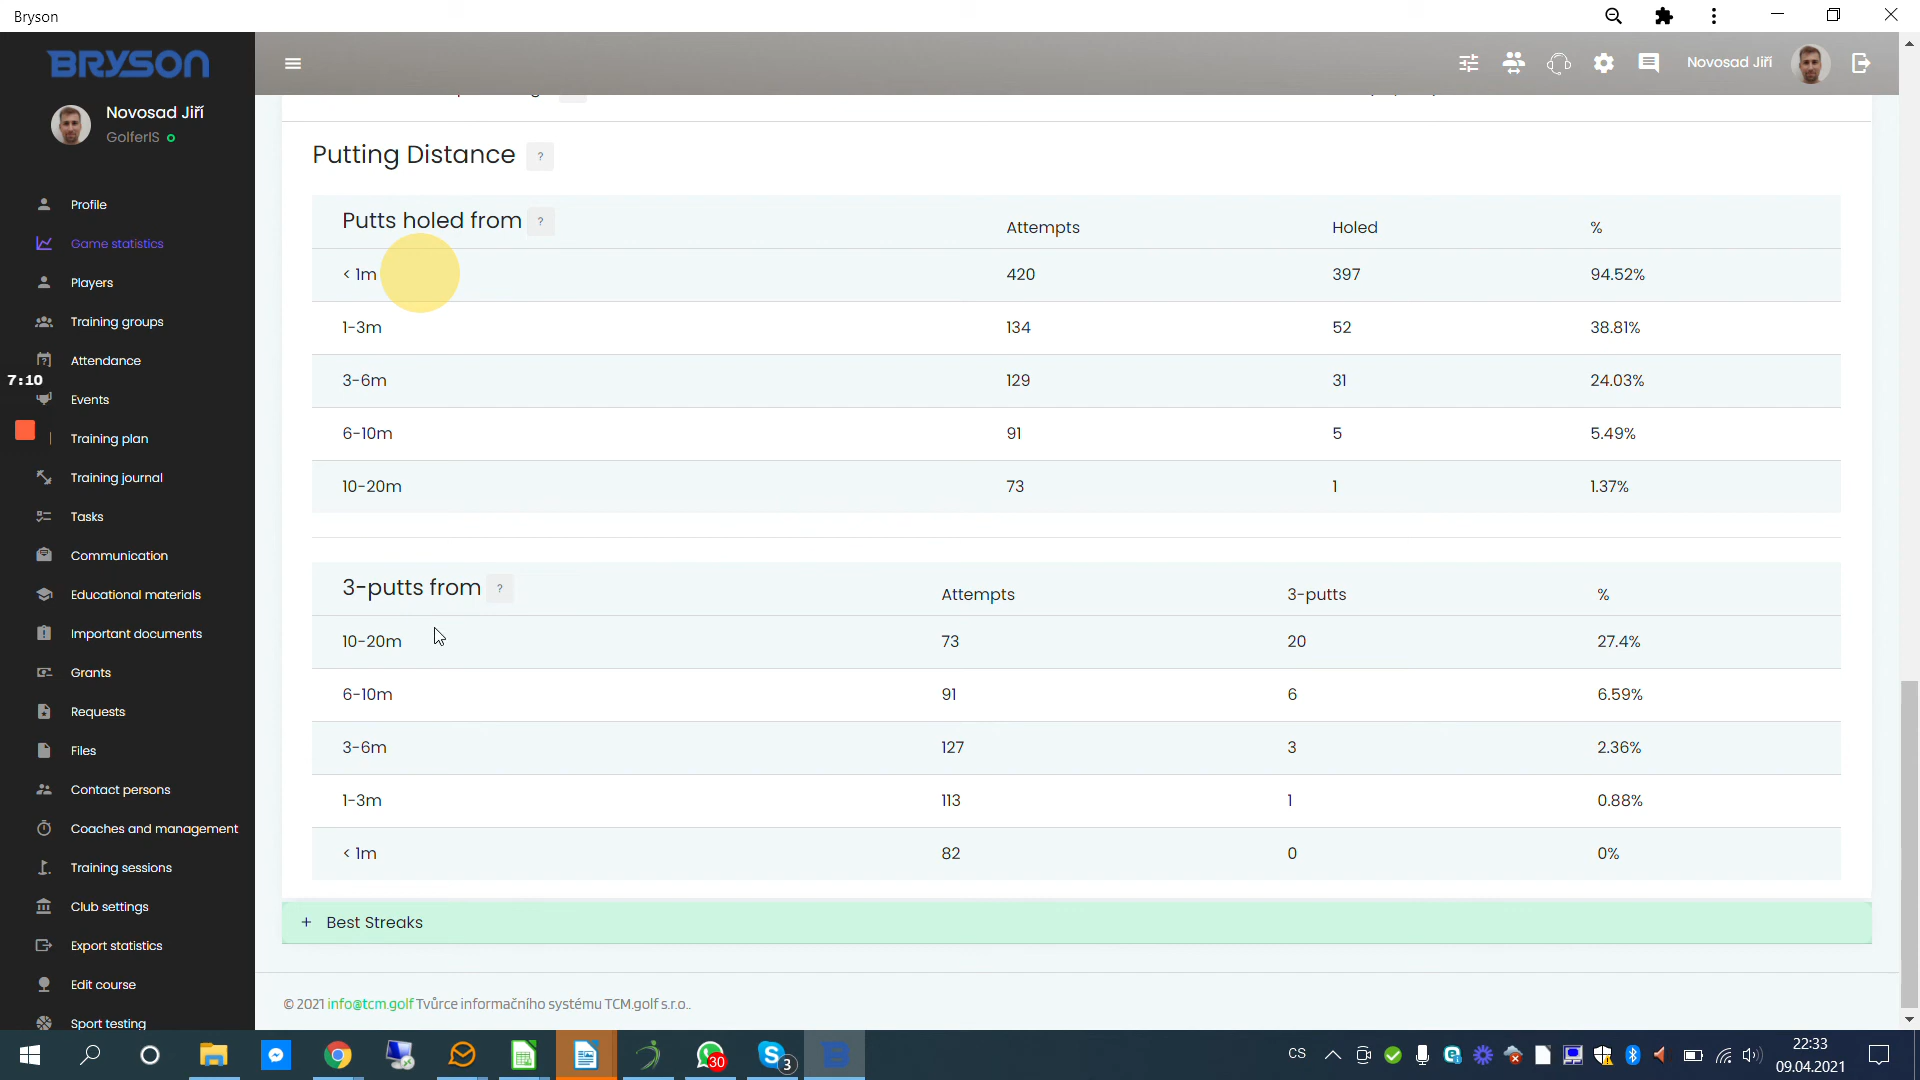 Bryson
BRYSON
Novosad Jiří
Novosad Jiří
GolferIS
Profile
Game statistics
Players
Training groups
Attendance
7:10
Events
Training plan
Training journal
Tasks
Communication
Educational materials
Important documents
Grants
Requests
Files
Contact persons
Coaches and management
Training sessions
Club settings
Export statistics
Edit course
Sport testing
Putting Distance ?
Putts holed from ? Attempts Holed %
< 1m 420 397 94.52%
1-3m 134 52 38.81%
3-6m 129 31 24.03%
6-10m 91 5 5.49%
10-20m 73 1 1.37%
3-putts from ? Attempts 3-putts %
10-20m 73 20 27.4%
6-10m 91 6 6.59%
3-6m 127 3 2.36%
1-3m 113 1 0.88%
< 1m 82 0 0%
+ Best Streaks
© 2021 info@tcm.golf Tvůrce informačního systému TCM.golf s.r.o..
30
3
CS
22:33
09.04.2021